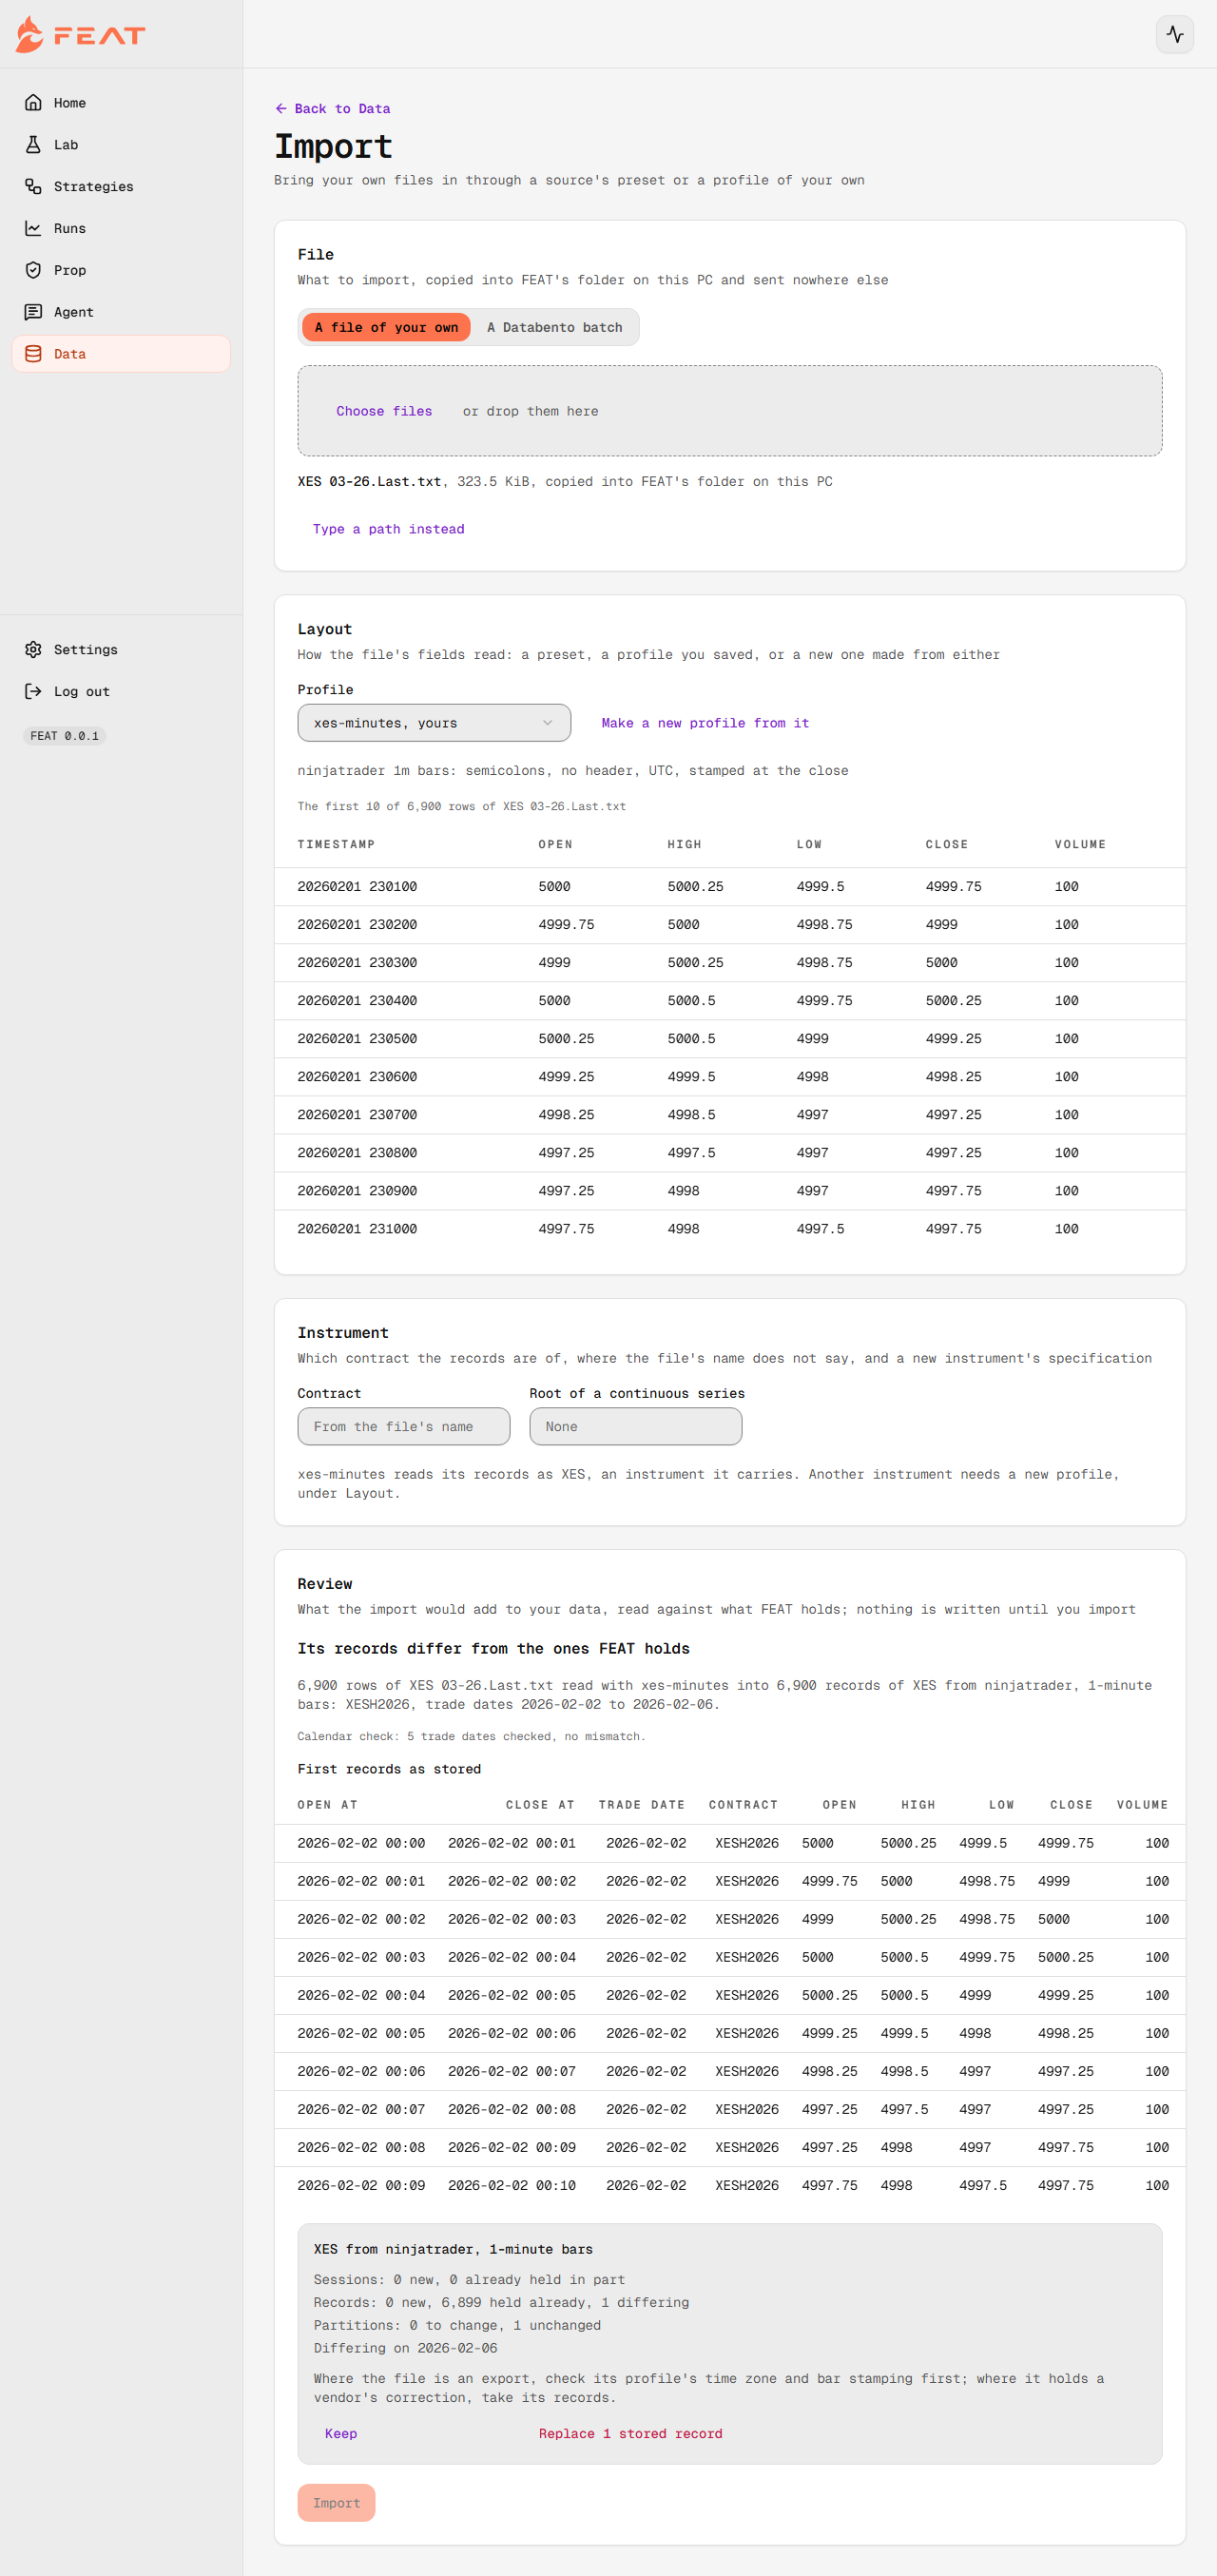 FEAT
Home
Lab
Strategies
Runs
Prop
Agent
Data
Settings
Log out
FEAT 0.0.1
← Back to Data
Import
Bring your own files in through a source's preset or a profile of your own
File
What to import, copied into FEAT's folder on this PC and sent nowhere else
A file of your own A Databento batch
Choose files or drop them here
XES 03-26.Last.txt, 323.5 KiB, copied into FEAT's folder on this PC
Type a path instead
Layout
How the file's fields read: a preset, a profile you saved, or a new one made from either
Profile
xes-minutes, yours Make a new profile from it
ninjatrader 1m bars: semicolons, no header, UTC, stamped at the close
The first 10 of 6,900 rows of XES 03-26.Last.txt
TIMESTAMP OPEN HIGH LOW CLOSE VOLUME
20260201 230100 5000 5000.25 4999.5 4999.75 100
20260201 230200 4999.75 5000 4998.75 4999 100
20260201 230300 4999 5000.25 4998.75 5000 100
20260201 230400 5000 5000.5 4999.75 5000.25 100
20260201 230500 5000.25 5000.5 4999 4999.25 100
20260201 230600 4999.25 4999.5 4998 4998.25 100
20260201 230700 4998.25 4998.5 4997 4997.25 100
20260201 230800 4997.25 4997.5 4997 4997.25 100
20260201 230900 4997.25 4998 4997 4997.75 100
20260201 231000 4997.75 4998 4997.5 4997.75 100
Instrument
Which contract the records are of, where the file's name does not say, and a new instrument's specification
Contract Root of a continuous series
From the file's name None
xes-minutes reads its records as XES, an instrument it carries. Another instrument needs a new profile,
under Layout.
Review
What the import would add to your data, read against what FEAT holds; nothing is written until you import
Its records differ from the ones FEAT holds
6,900 rows of XES 03-26.Last.txt read with xes-minutes into 6,900 records of XES from ninjatrader, 1-minute
bars: XESH2026, trade dates 2026-02-02 to 2026-02-06.
Calendar check: 5 trade dates checked, no mismatch.
First records as stored
OPEN AT CLOSE AT TRADE DATE CONTRACT OPEN HIGH LOW CLOSE VOLUME
2026-02-02 00:00 2026-02-02 00:01 2026-02-02 XESH2026 5000 5000.25 4999.5 4999.75 100
2026-02-02 00:01 2026-02-02 00:02 2026-02-02 XESH2026 4999.75 5000 4998.75 4999 100
2026-02-02 00:02 2026-02-02 00:03 2026-02-02 XESH2026 4999 5000.25 4998.75 5000 100
2026-02-02 00:03 2026-02-02 00:04 2026-02-02 XESH2026 5000 5000.5 4999.75 5000.25 100
2026-02-02 00:04 2026-02-02 00:05 2026-02-02 XESH2026 5000.25 5000.5 4999 4999.25 100
2026-02-02 00:05 2026-02-02 00:06 2026-02-02 XESH2026 4999.25 4999.5 4998 4998.25 100
2026-02-02 00:06 2026-02-02 00:07 2026-02-02 XESH2026 4998.25 4998.5 4997 4997.25 100
2026-02-02 00:07 2026-02-02 00:08 2026-02-02 XESH2026 4997.25 4997.5 4997 4997.25 100
2026-02-02 00:08 2026-02-02 00:09 2026-02-02 XESH2026 4997.25 4998 4997 4997.75 100
2026-02-02 00:09 2026-02-02 00:10 2026-02-02 XESH2026 4997.75 4998 4997.5 4997.75 100
XES from ninjatrader, 1-minute bars
Sessions: 0 new, 0 already held in part
Records: 0 new, 6,899 held already, 1 differing
Partitions: 0 to change, 1 unchanged
Differing on 2026-02-06
Where the file is an export, check its profile's time zone and bar stamping first; where it holds a
vendor's correction, take its records.
Keep Replace 1 stored record
Import